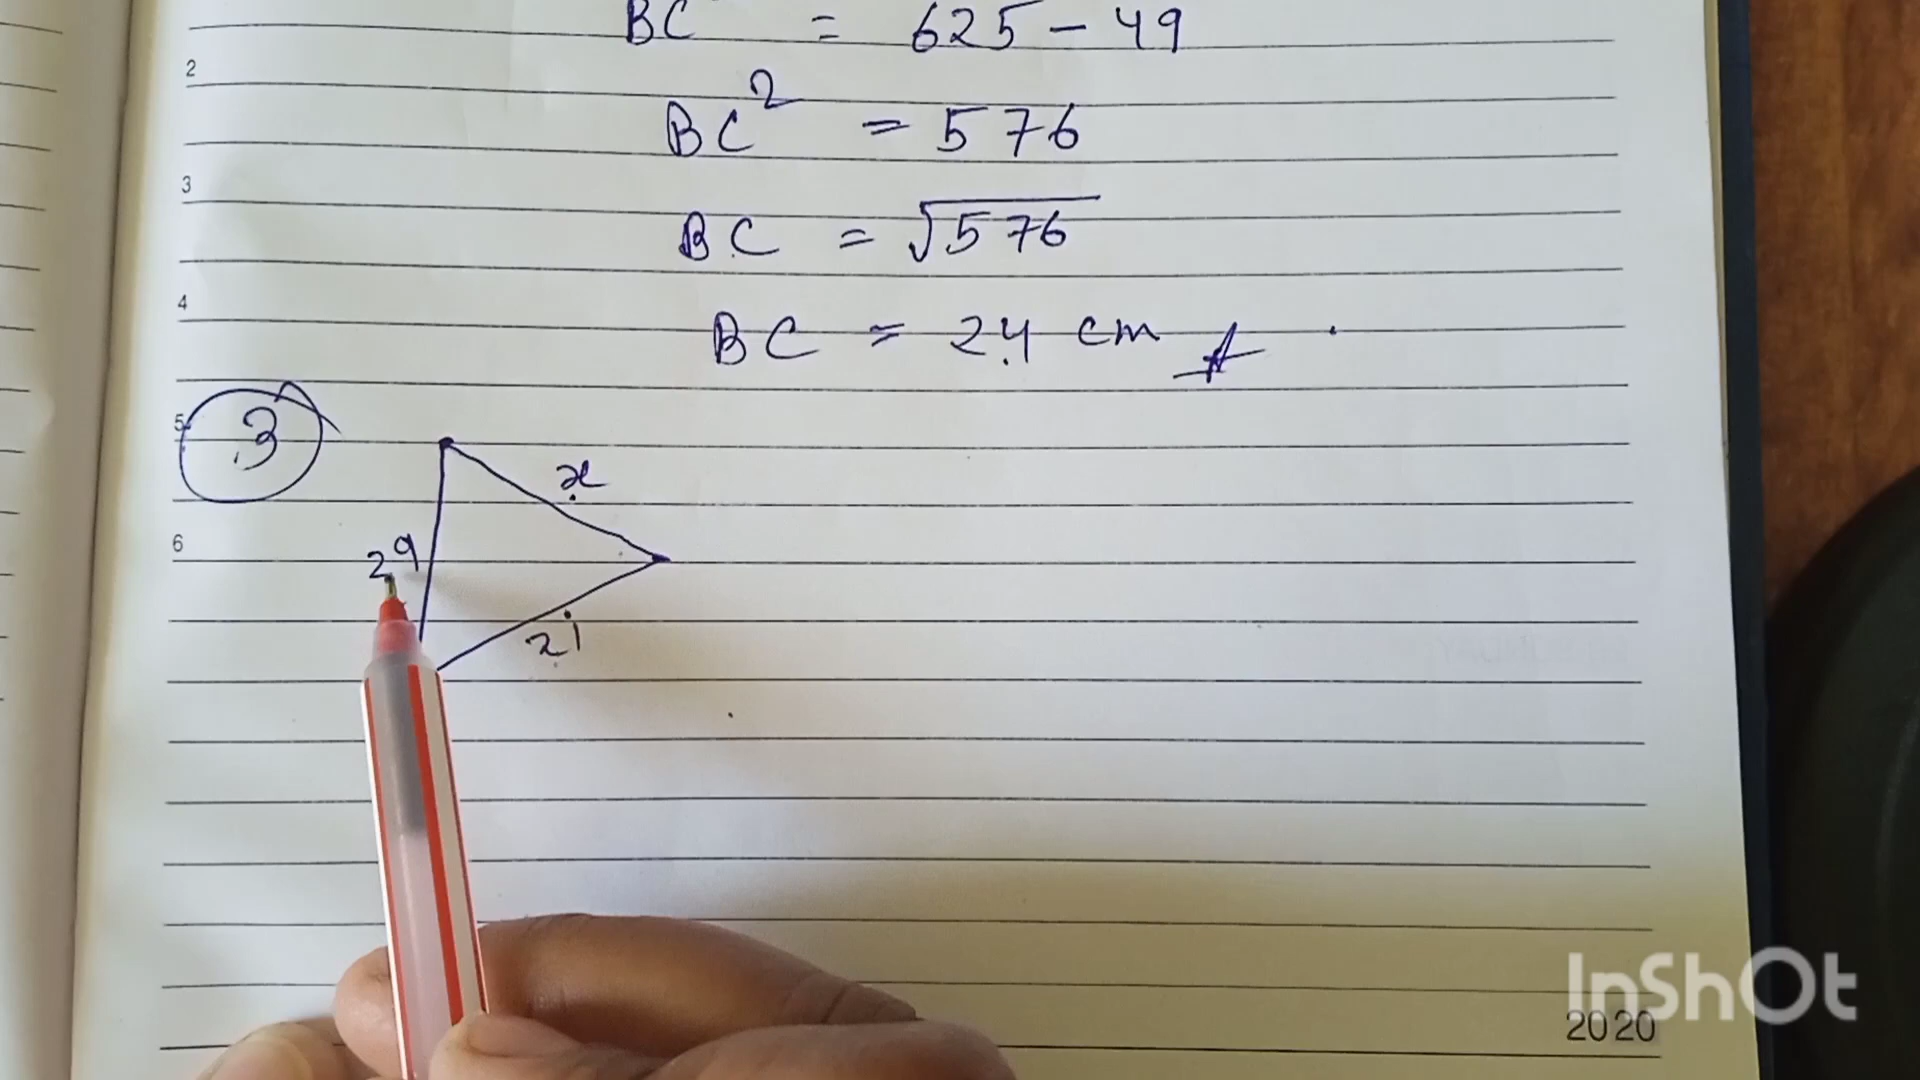 BC = 625 - 49
2
BC² = 576
3
BC = √576
4
BC = 24 cm
5
3
x
6
29
21
InShOt
2020